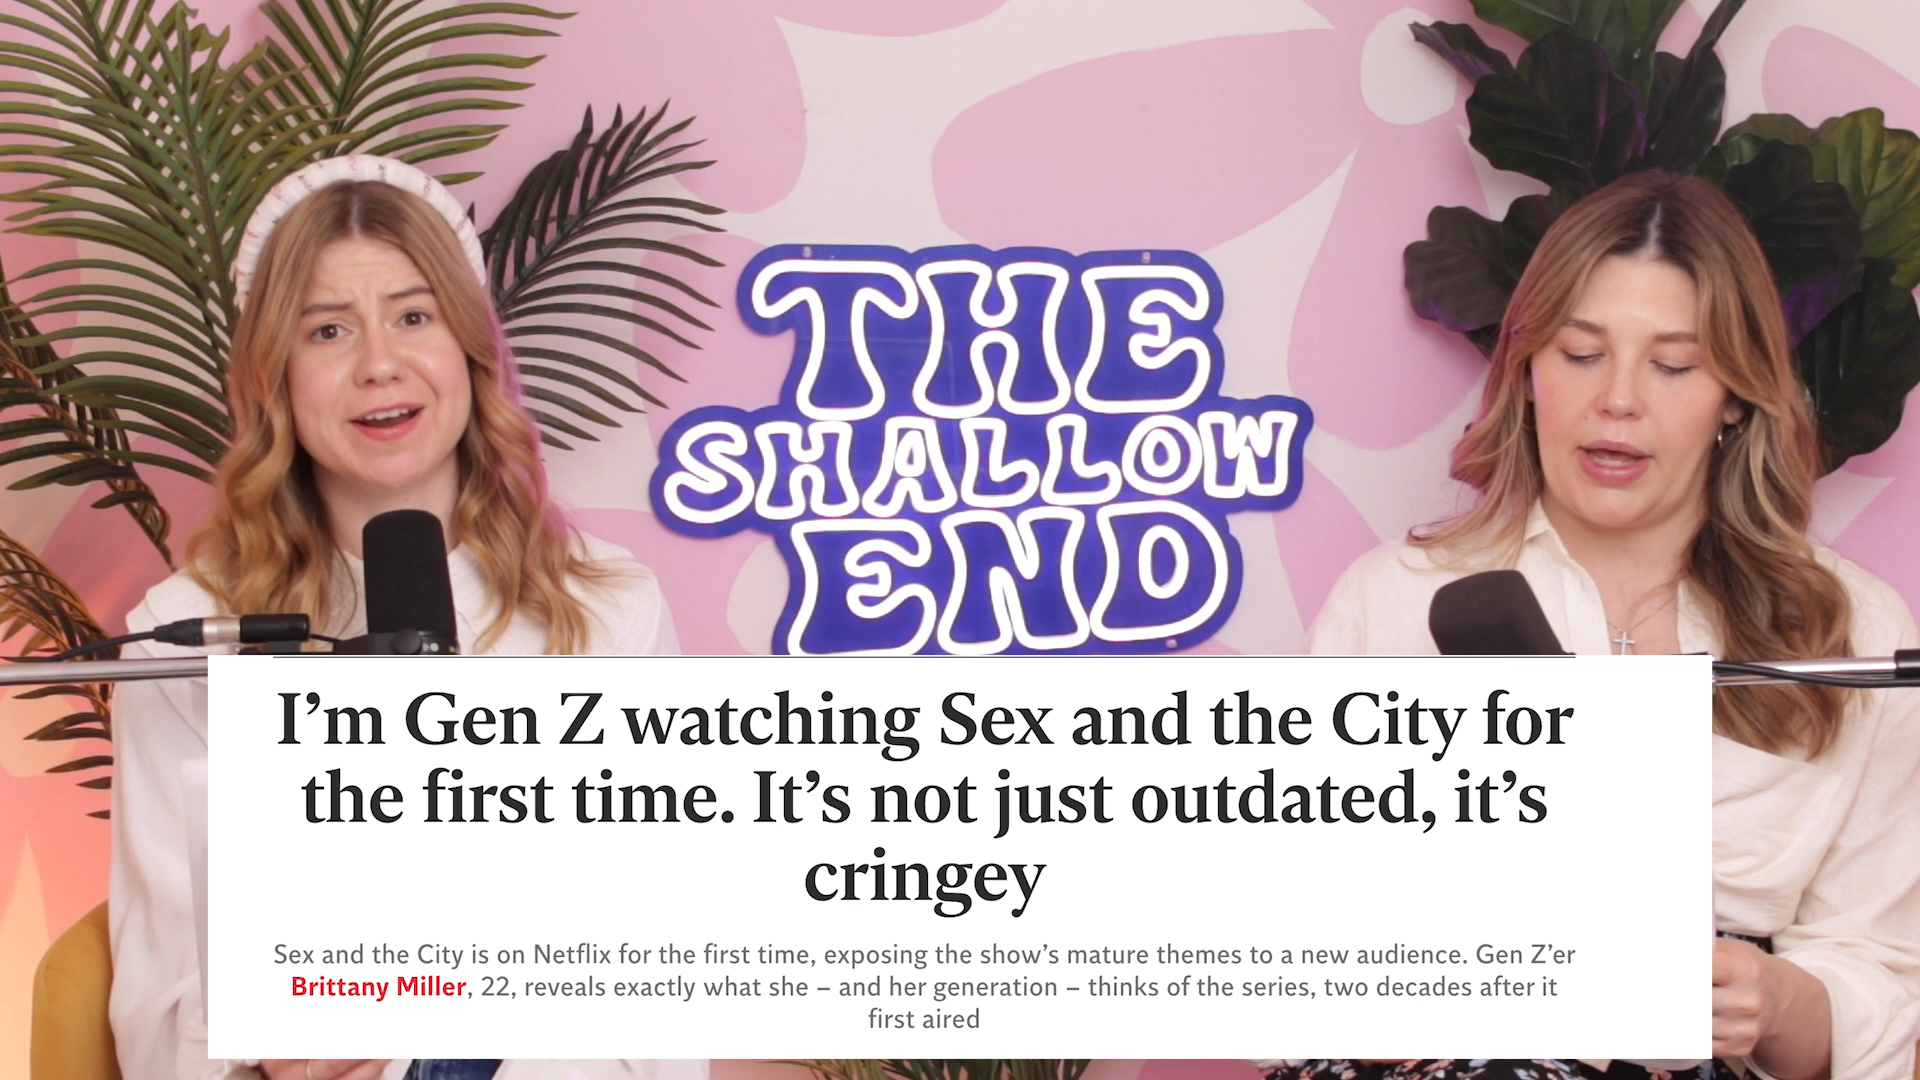 THE
SHALLOW
END
I’m Gen Z watching Sex and the City for
the first time. It’s not just outdated, it’s
cringey
Sex and the City is on Netflix for the first time, exposing the show’s mature themes to a new audience. Gen Z’er
Brittany Miller, 22, reveals exactly what she – and her generation – thinks of the series, two decades after it
first aired